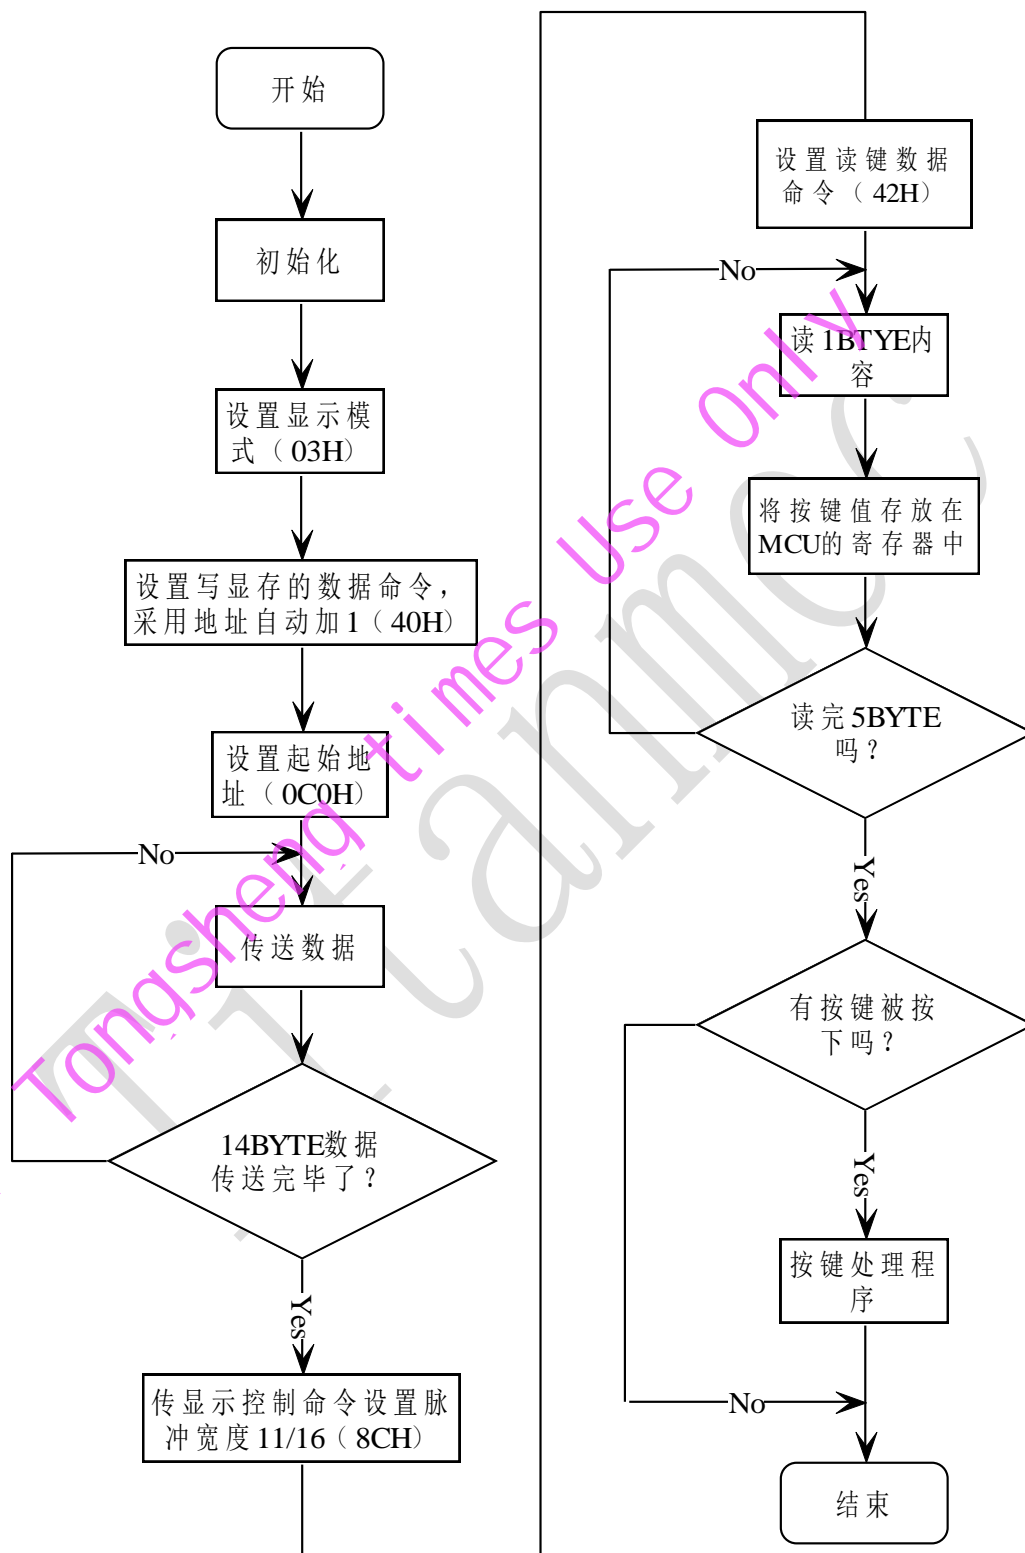 开始
初始化
设置显示模
式（03H）
设置写显存的数据命令，
采用地址自动加1（40H）
设置起始地
址（0C0H）
No
传送数据
14BYTE数据
传送完毕了？
Yes
传显示控制命令设置脉
冲宽度11/16（8CH）
设置读键数据
命令（42H）
No
读1BTYE内
容
将按键值存放在
MCU的寄存器中
读完5BYTE
吗？
Yes
有按键被按
下吗？
Yes
按键处理程
序
No
结束
Tongsheng times Use Only
Titanmec